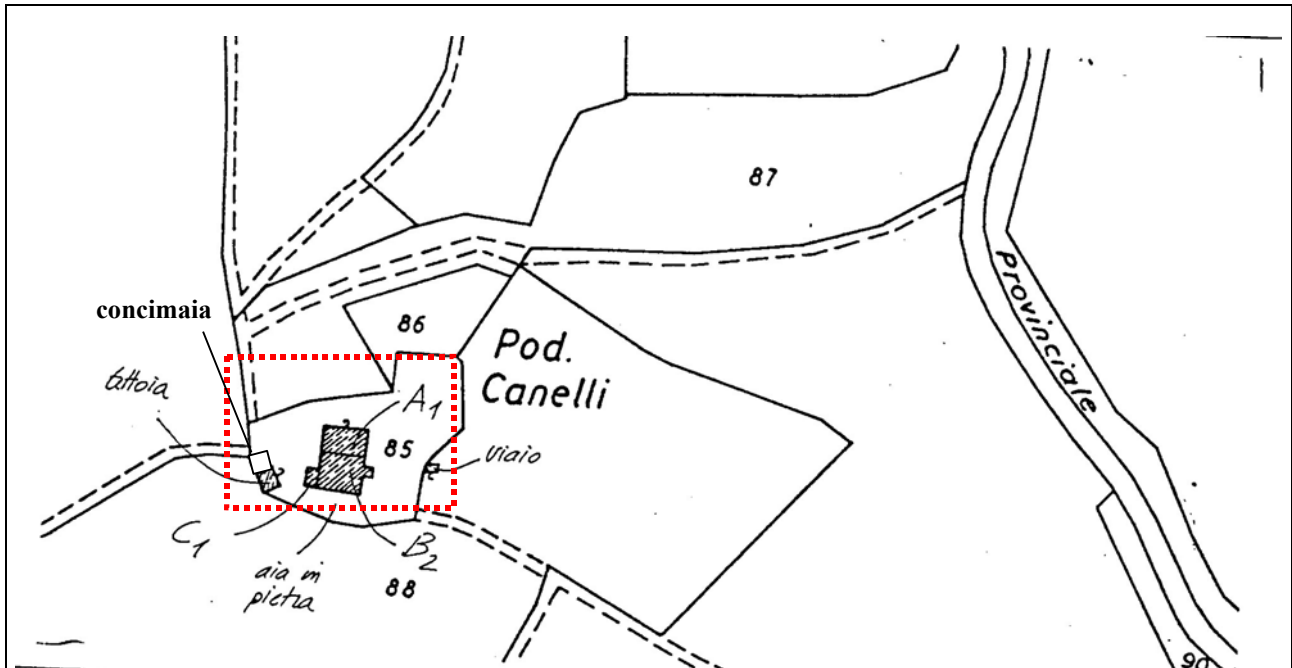 87
Provinciale
concimaia
86
Pod.
Canelli
tettoia
A1
85
viaio
C1
B2
aia in
pietra
88
90